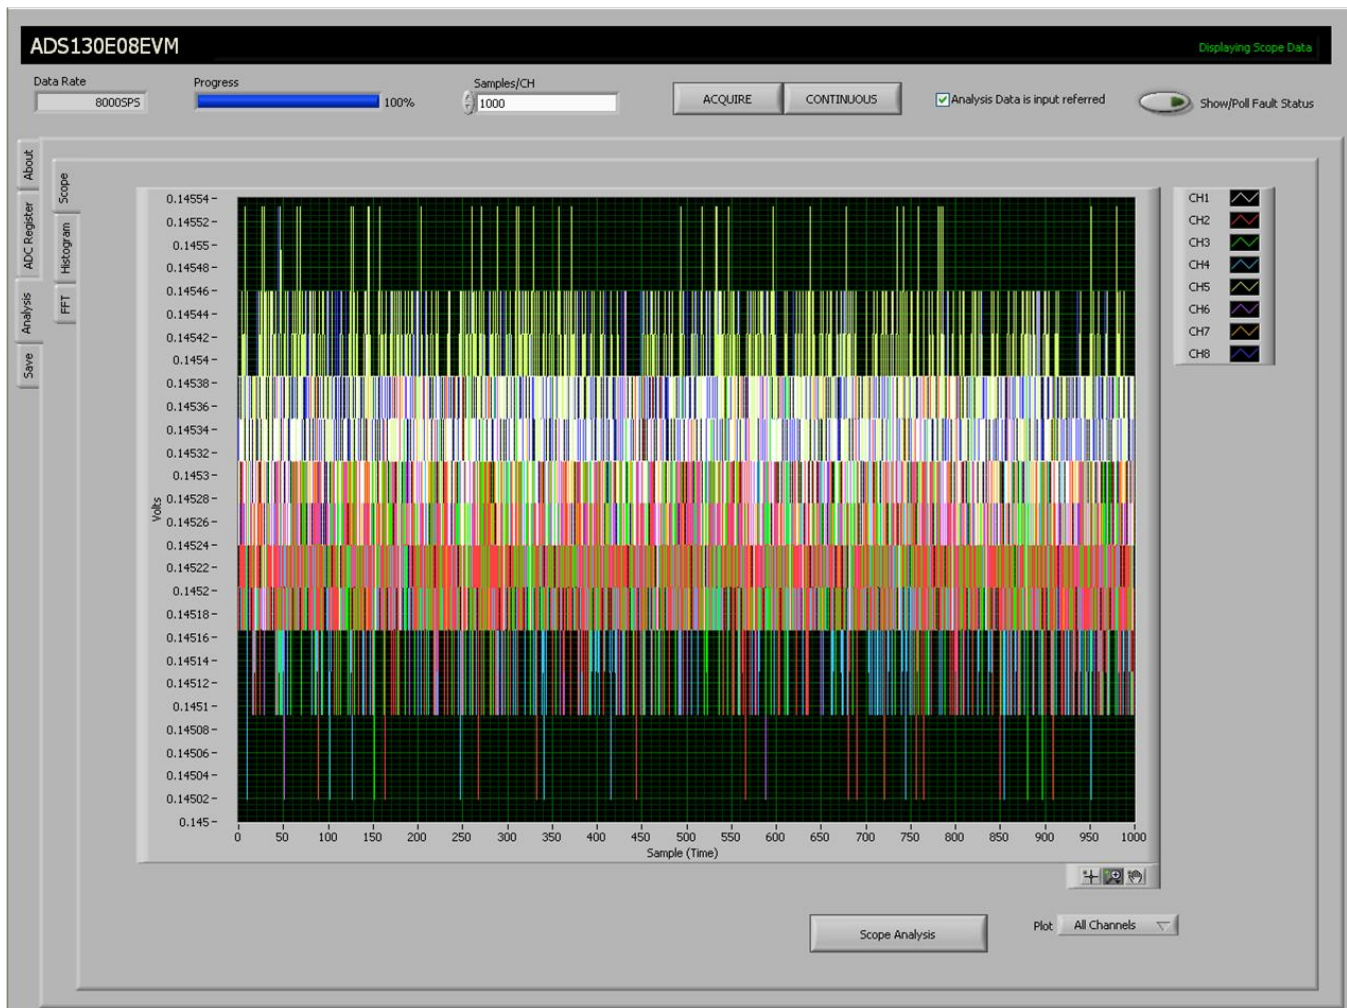 ADS130E08EVM
Displaying Scope Data
Data Rate
8000SPS
Progress
100%
Samples/CH
1000
ACQUIRE
CONTINUOUS
Analysis Data is input referred
Show/Poll Fault Status
About
ADC Register
Analysis
Save
Scope
Histogram
FFT
Volts
0.14554
0.14552
0.1455
0.14548
0.14546
0.14544
0.14542
0.1454
0.14538
0.14536
0.14534
0.14532
0.1453
0.14528
0.14526
0.14524
0.14522
0.1452
0.14518
0.14516
0.14514
0.14512
0.1451
0.14508
0.14506
0.14504
0.14502
0.145
0 50 100 150 200 250 300 350 400 450 500 550 600 650 700 750 800 850 900 950 1000
Sample (Time)
CH1
CH2
CH3
CH4
CH5
CH6
CH7
CH8
Scope Analysis
Plot
All Channels